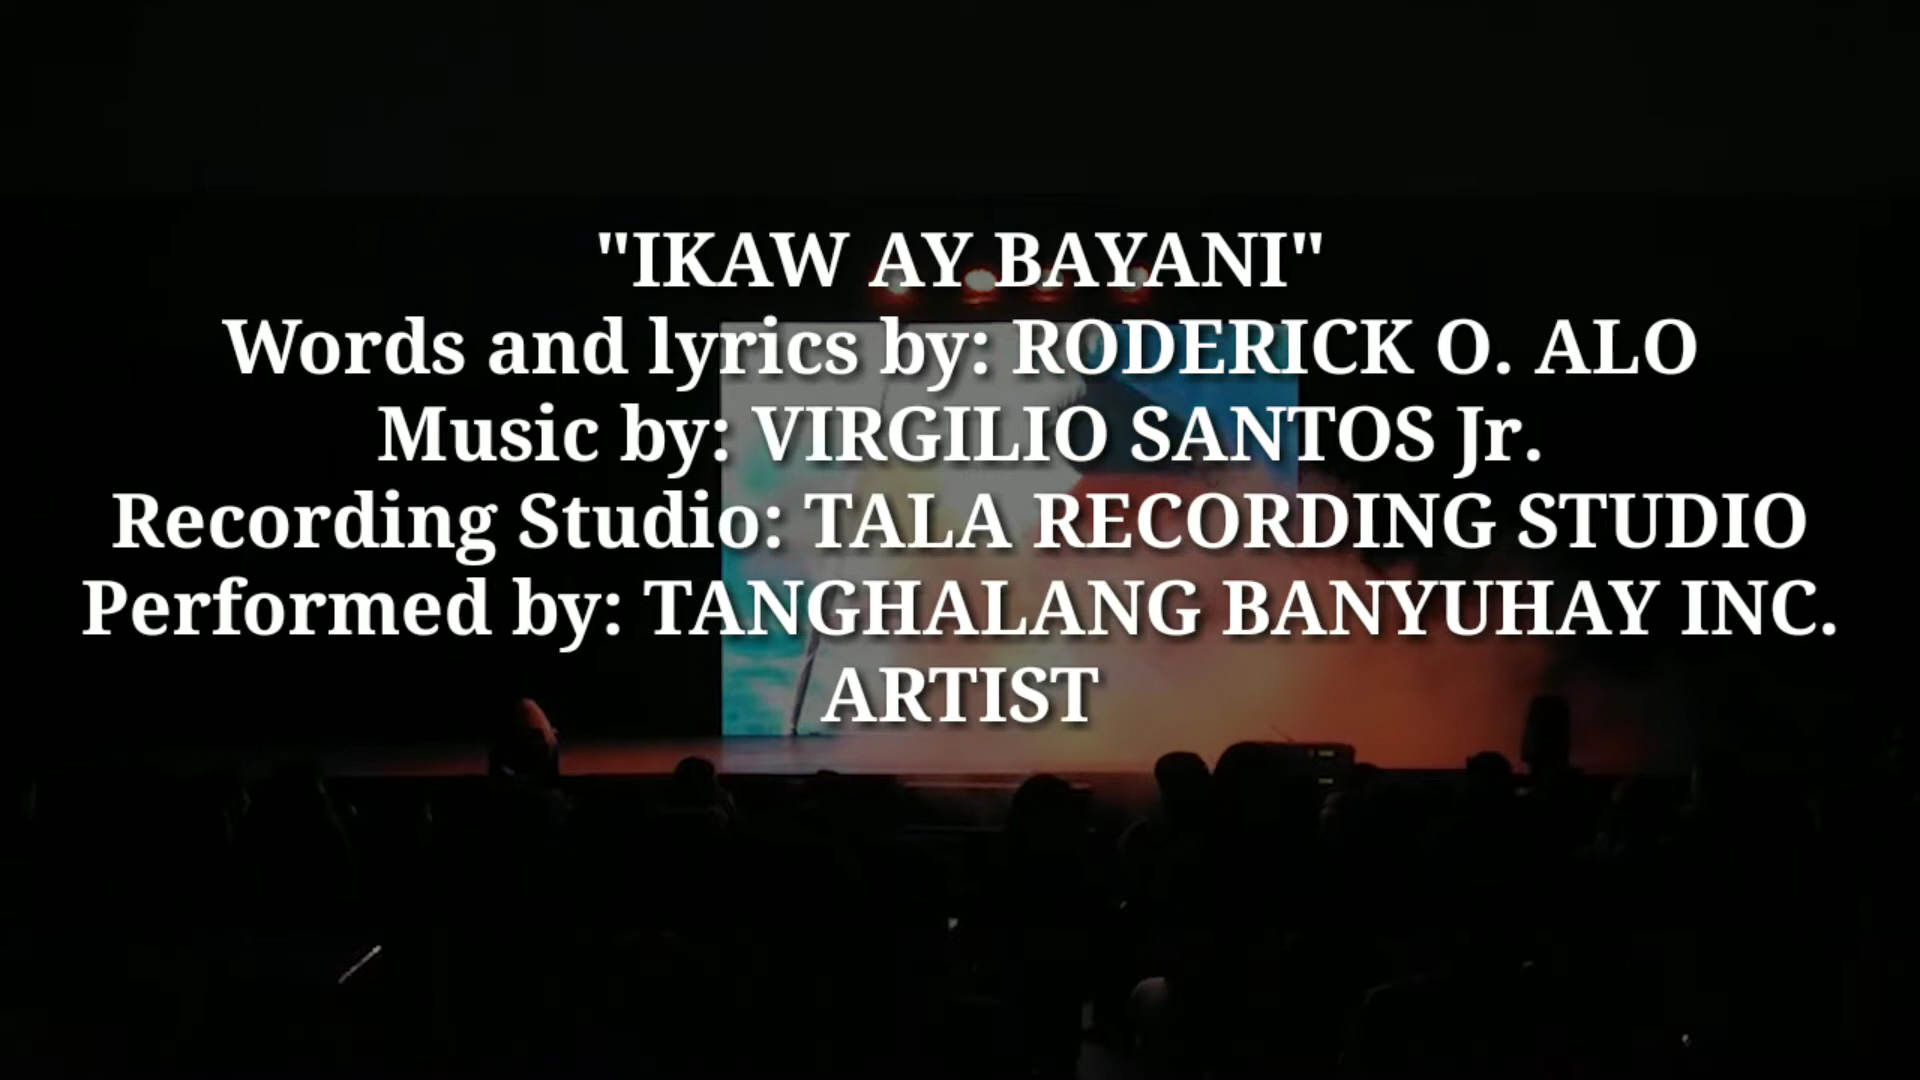 "IKAW AY BAYANI"
Words and lyrics by: RODERICK O. ALO
Music by: VIRGILIO SANTOS Jr.
Recording Studio: TALA RECORDING STUDIO
Performed by: TANGHALANG BANYUHAY INC.
ARTIST